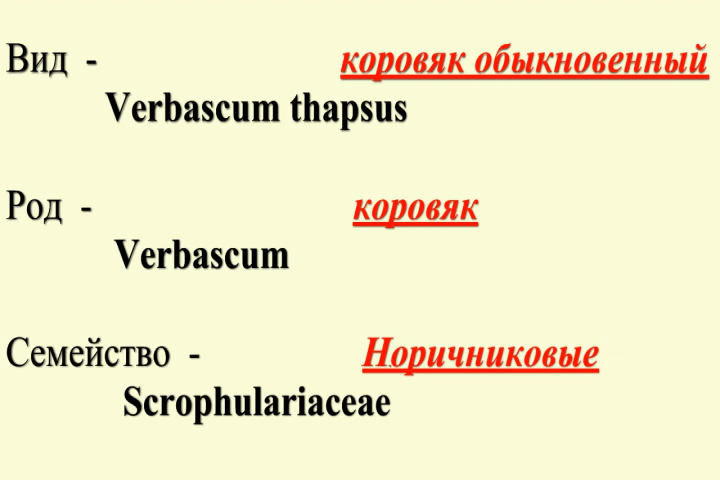 Вид - коровяк обыкновенный
Verbascum thapsus
Род - коровяк
Verbascum
Семейство - Норичниковые
Scrophulariaceae